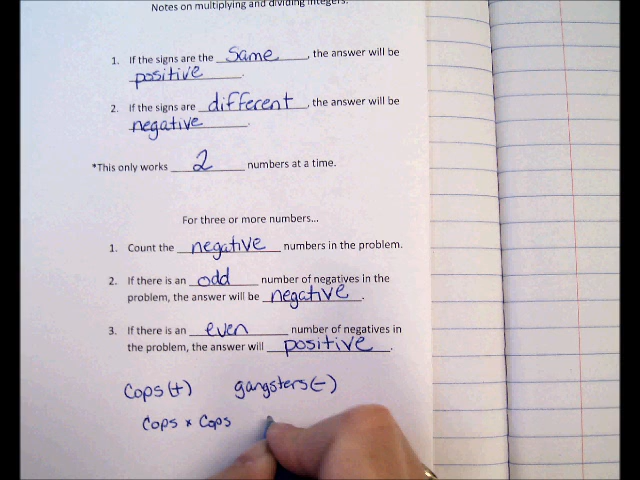 Notes on multiplying and dividing integers.
1. If the signs are the same, the answer will be
positive.
2. If the signs are different, the answer will be
negative.
*This only works 2 numbers at a time.
For three or more numbers...
1. Count the negative numbers in the problem.
2. If there is an odd number of negatives in the
problem, the answer will be negative.
3. If there is an even number of negatives in
the problem, the answer will positive.
Cops (+) gangsters (-)
Cops x Cops